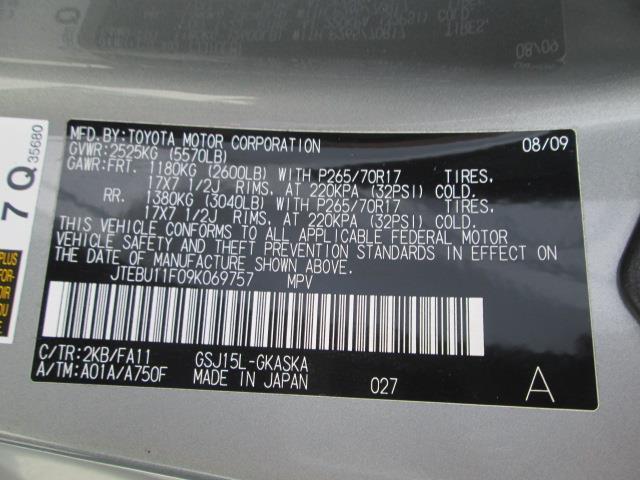 Q
08/09
7 Q 35680
PLUS
MFD.BY:TOYOTA MOTOR CORPORATION 08/09
GVWR:2525KG (5570LB)
GAWR:FRT. 1180KG (2600LB) WITH P265/70R17 TIRES,
17X7 1/2J RIMS, AT 220KPA (32PSI) COLD.
RR. 1380KG (3040LB) WITH P265/70R17 TIRES,
17X7 1/2J RIMS, AT 220KPA (32PSI) COLD.
THIS VEHICLE CONFORMS TO ALL APPLICABLE FEDERAL MOTOR
VEHICLE SAFETY AND THEFT PREVENTION STANDARDS IN EFFECT ON
THE DATE OF MANUFACTURE SHOWN ABOVE.
JTEBU11F09K069757 MPV
C/TR:2KB/FA11 GSJ15L-GKASKA
A/TM:A01A/A750F MADE IN JAPAN 027 A